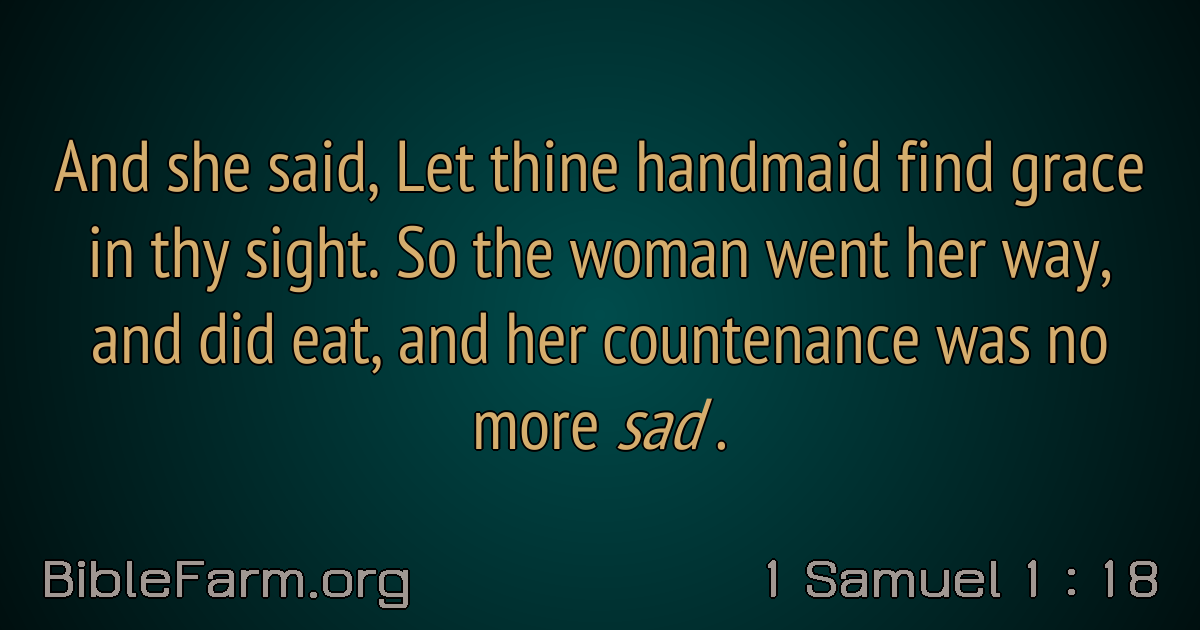 And she said, Let thine handmaid find grace
in thy sight. So the woman went her way,
and did eat, and her countenance was no
more sad .
BibleFarm.org
1 Samuel 1 : 18